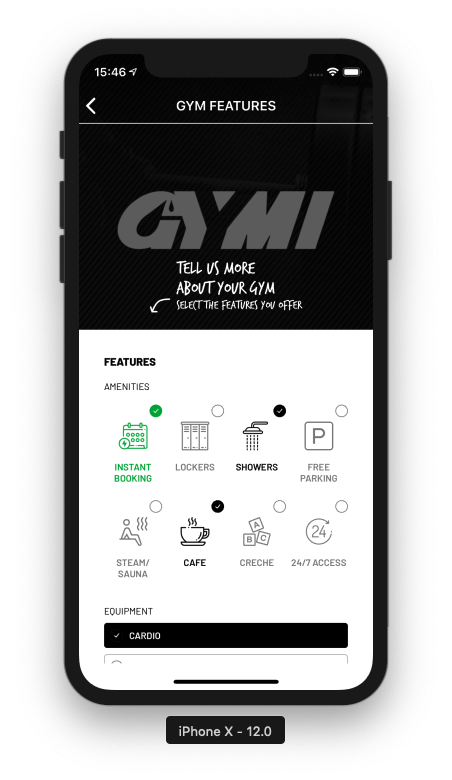 15:46
GYM FEATURES
GYMI
TELL US MORE
ABOUT YOUR GYM
SELECT THE FEATURES YOU OFFER
FEATURES
AMENITIES
INSTANT BOOKING
LOCKERS
SHOWERS
P
FREE PARKING
STEAM/ SAUNA
CAFE
A
B C
CRECHE
24
24/7 ACCESS
EQUIPMENT
CARDIO
iPhone X - 12.0